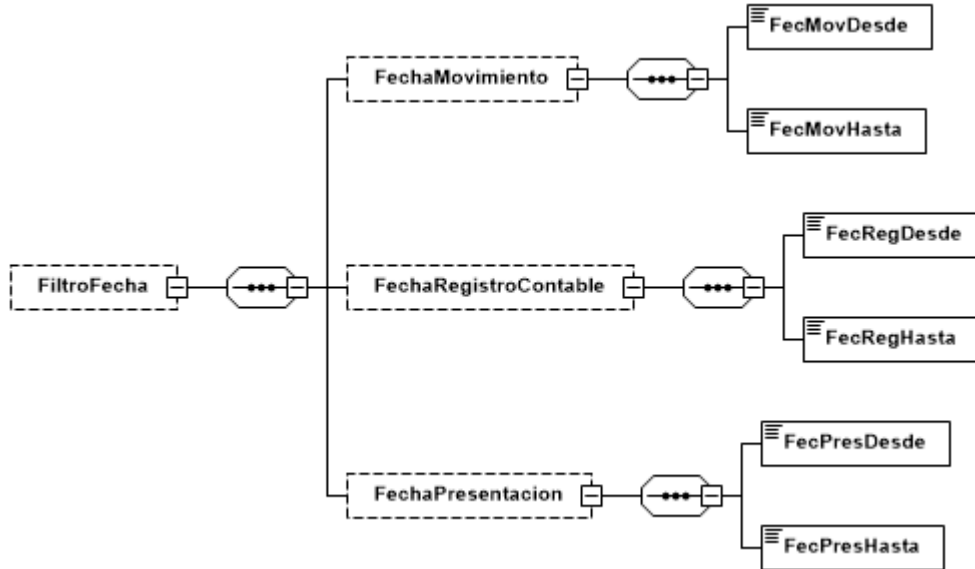 FiltroFecha
FechaMovimiento
FecMovDesde
FecMovHasta
FechaRegistroContable
FecRegDesde
FecRegHasta
FechaPresentacion
FecPresDesde
FecPresHasta